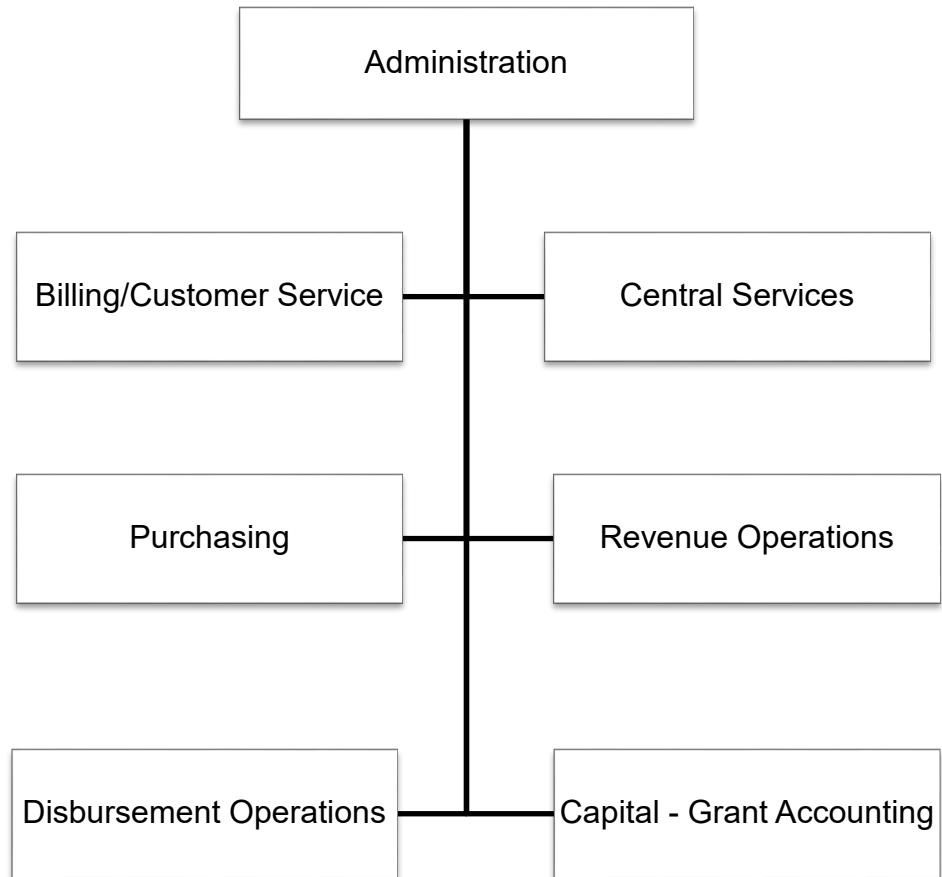 Administration
Billing/Customer Service
Central Services
Purchasing
Revenue Operations
Disbursement Operations
Capital - Grant Accounting